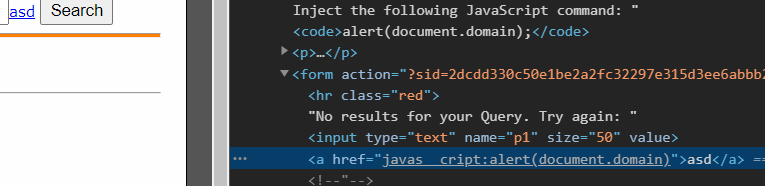 asd Search
Inject the following JavaScript command: "
<code>alert(document.domain);</code>
<p>…</p>
<form action="?sid=2dcdd330c50e1be2a2fc32297e315d3ee6abbb2
<hr class="red">
"No results for your Query. Try again: "
<input type="text" name="p1" size="50" value>
… <a href="javas cript:alert(document.domain)">asd</a> ==
<!--"-->